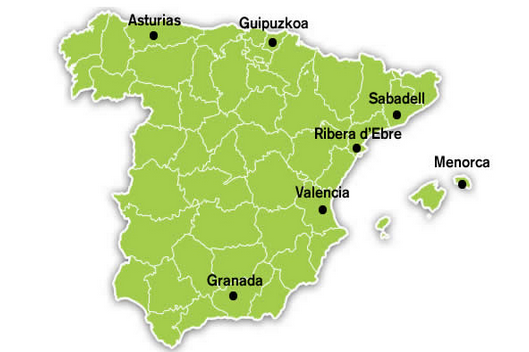 Asturias
Guipuzkoa
Sabadell
Ribera d'Ebre
Menorca
Valencia
Granada